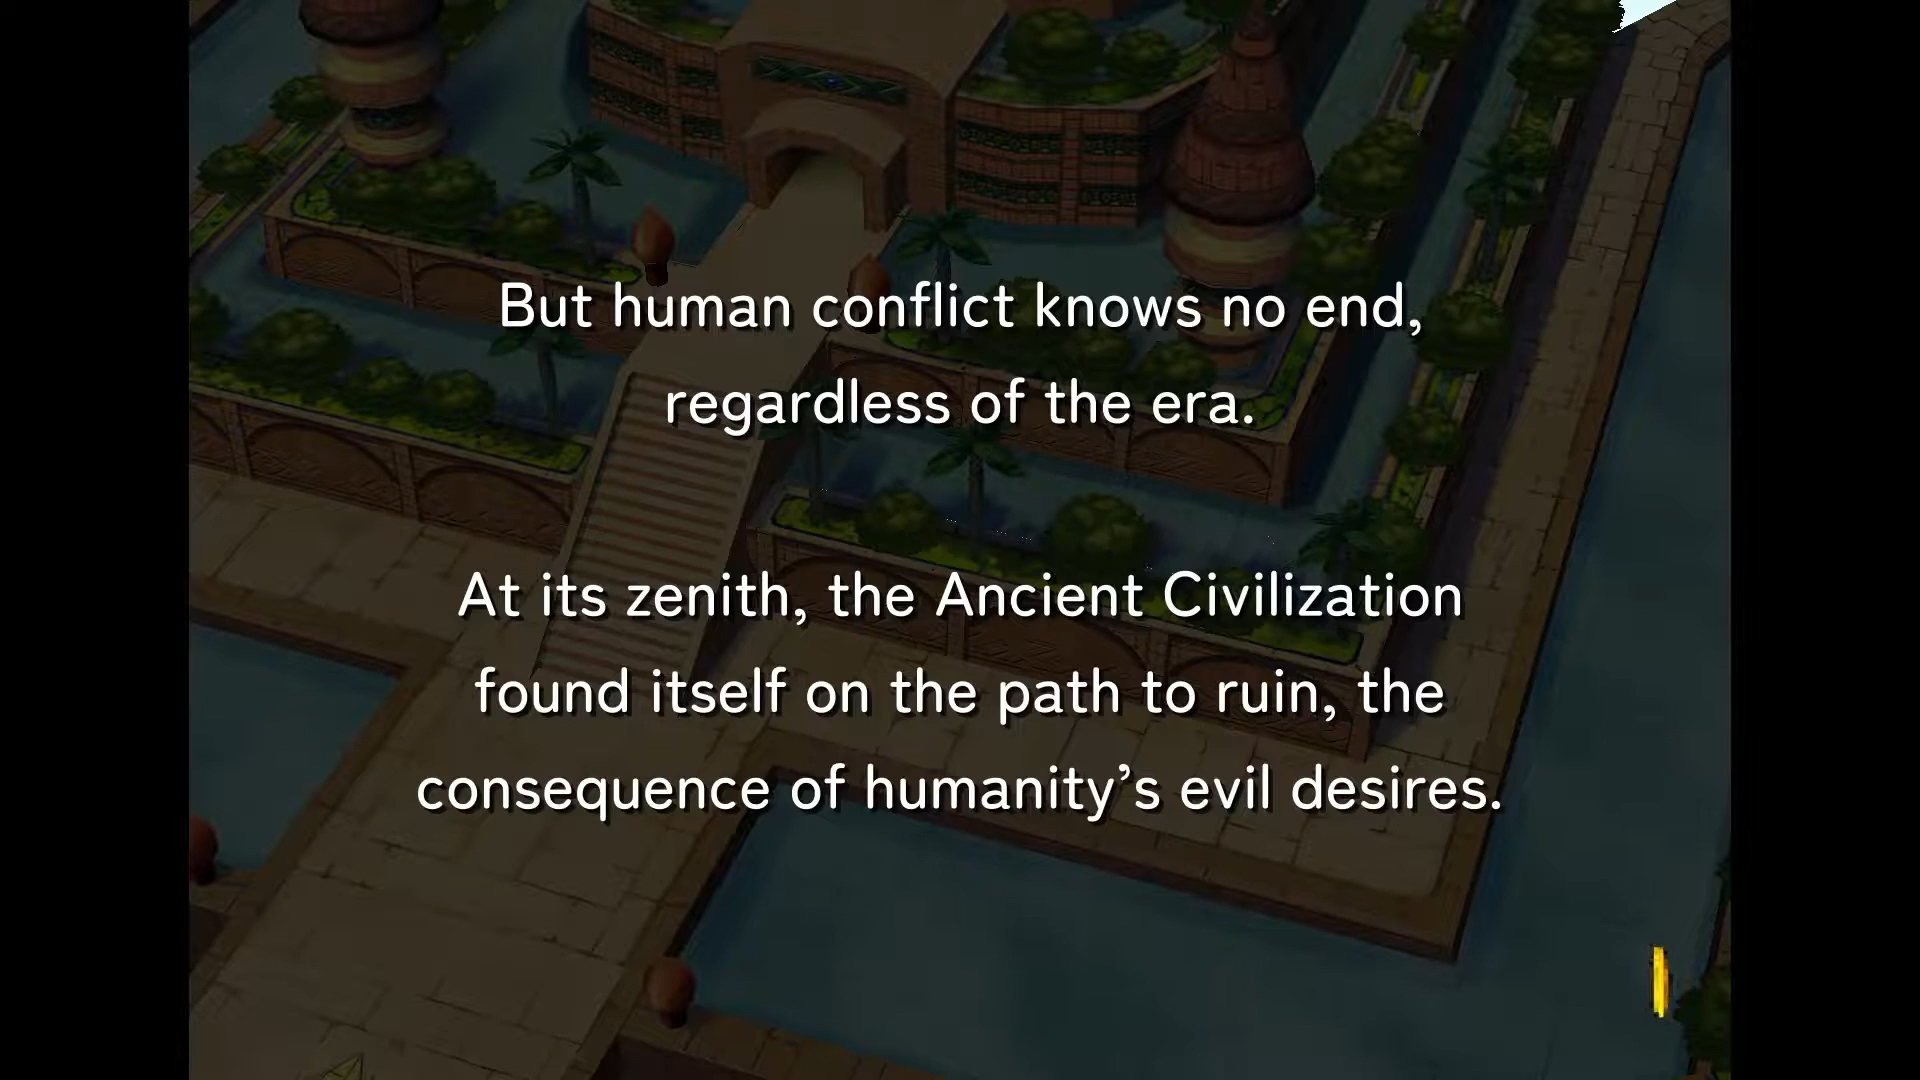 But human conflict knows no end,
regardless of the era.
At its zenith, the Ancient Civilization
found itself on the path to ruin, the
consequence of humanity’s evil desires.